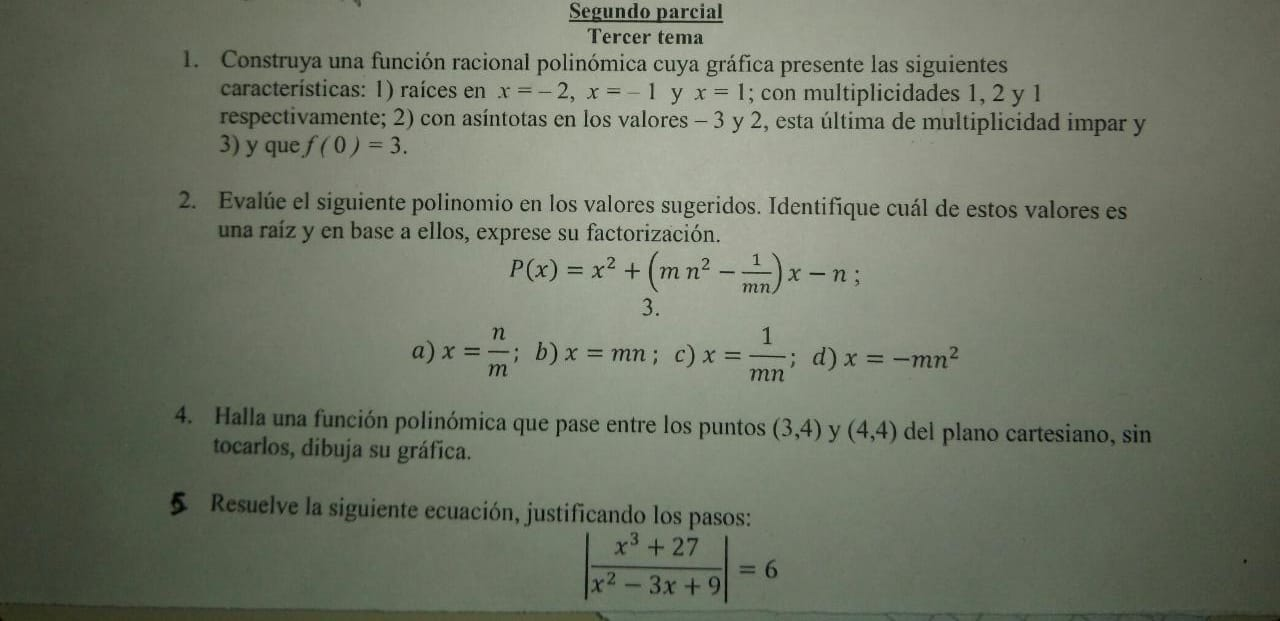 Segundo parcial
Tercer tema
1. Construya una función racional polinómica cuya gráfica presente las siguientes
características: 1) raíces en x = – 2, x = – 1 y x = 1; con multiplicidades 1, 2 y 1
respectivamente; 2) con asíntotas en los valores – 3 y 2, esta última de multiplicidad impar y
3) y que f ( 0 ) = 3.
2. Evalúe el siguiente polinomio en los valores sugeridos. Identifique cuál de estos valores es
una raíz y en base a ellos, exprese su factorización.
P(x) = x² + (m n² − 1/mn) x − n ;
3.
a) x = n/m ; b) x = mn ; c) x = 1/mn ; d) x = −mn²
4. Halla una función polinómica que pase entre los puntos (3,4) y (4,4) del plano cartesiano, sin
tocarlos, dibuja su gráfica.
5 Resuelve la siguiente ecuación, justificando los pasos:
|(x³ + 27)/(x² − 3x + 9)| = 6